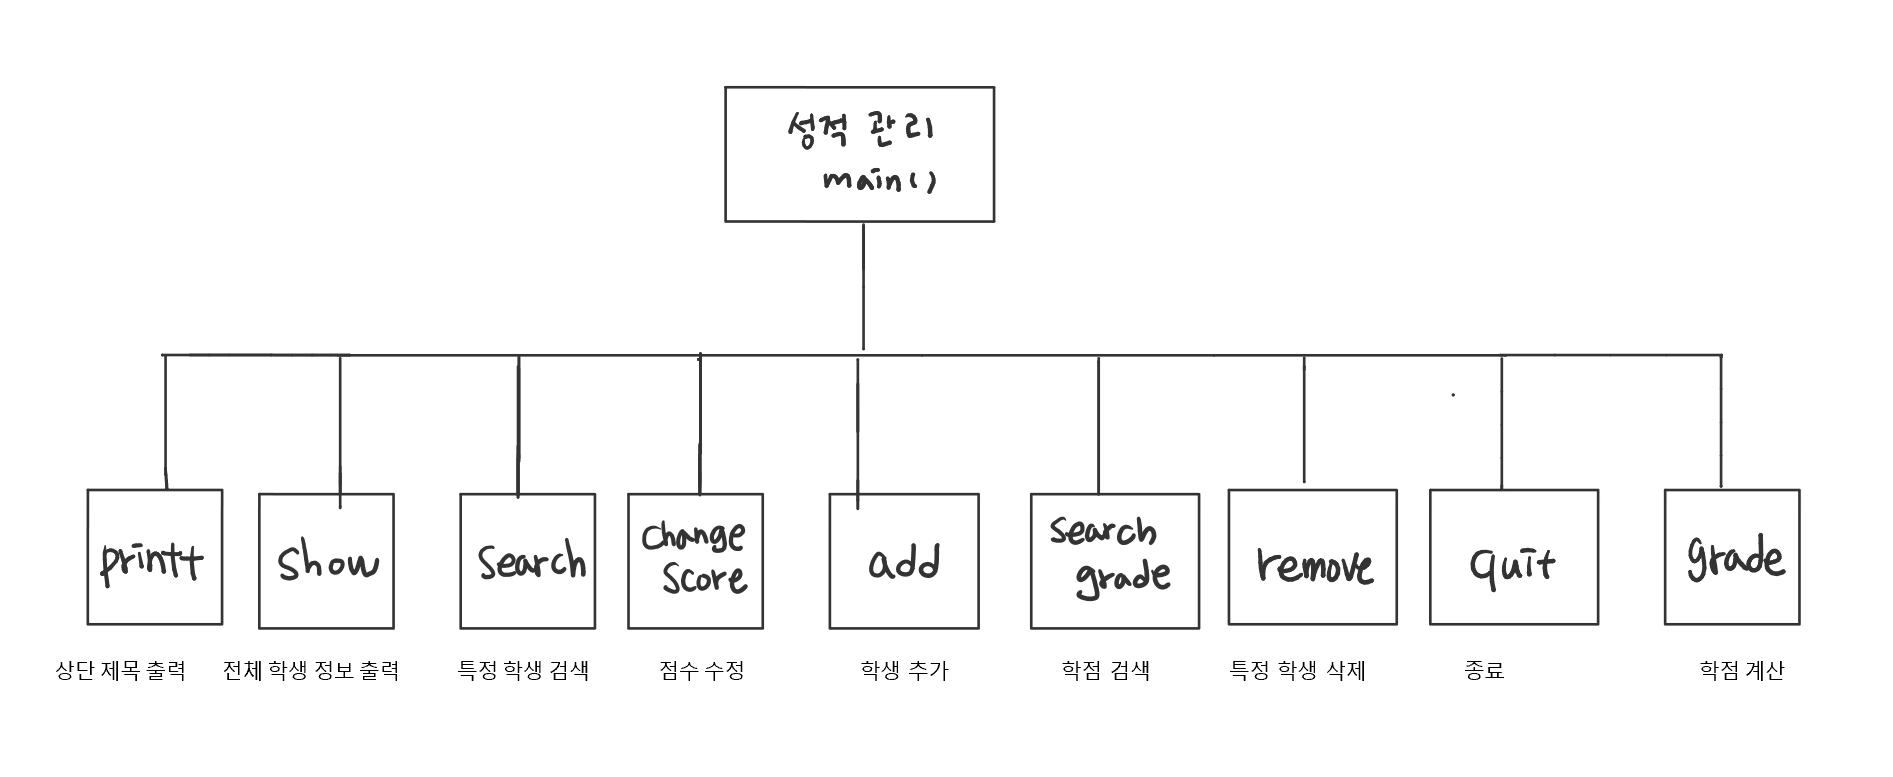 성적 관리
main()
printt
show
search
change
score
add
search
grade
remove
quit
grade
상단 제목 출력
전체 학생 정보 출력
특정 학생 검색
점수 수정
학생 추가
학점 검색
특정 학생 삭제
종료
학점 계산